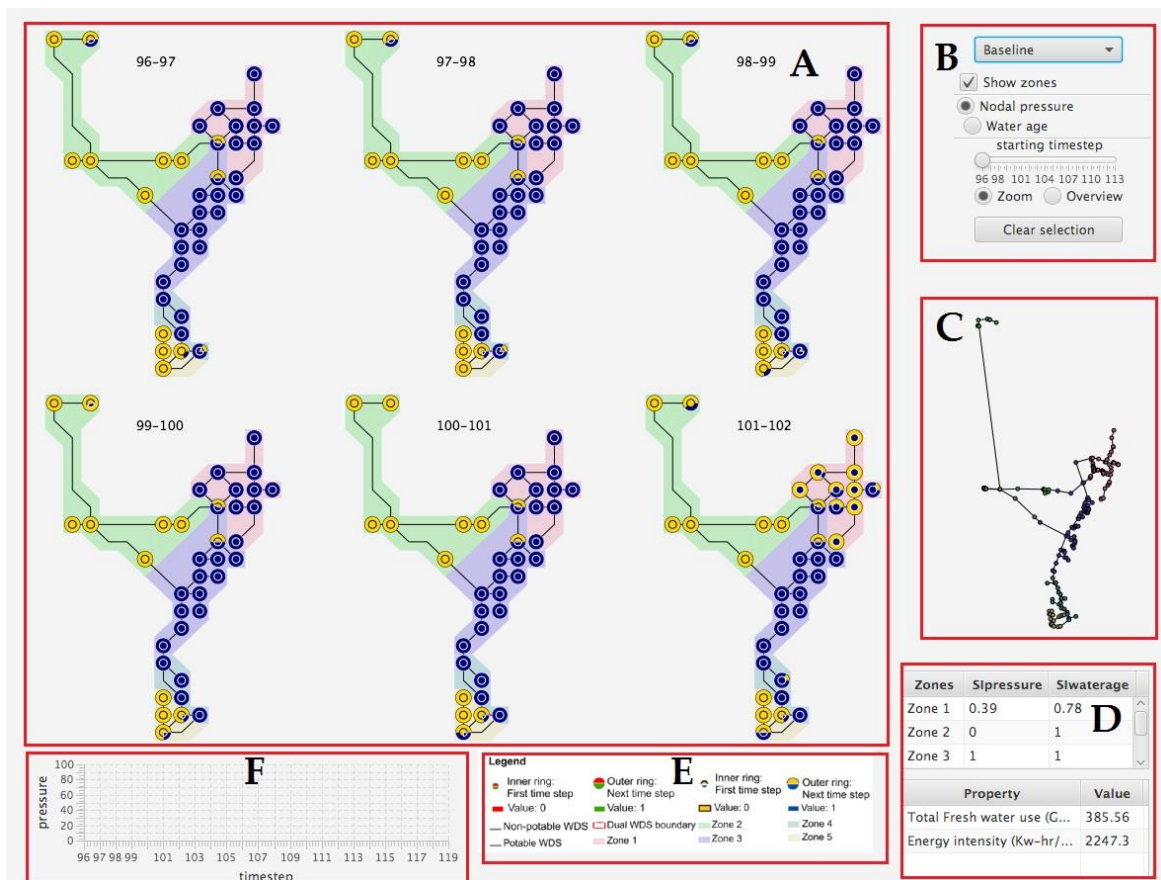 96-97
97-98
98-99
A
99-100
100-101
101-102
B
Baseline
Show zones
Nodal pressure
Water age
starting timestep
96 98 101 104 107 110 113
Zoom Overview
Clear selection
C
D
Zones SIpressure SIwaterage
Zone 1 0.39 0.78
Zone 2 0 1
Zone 3 1 1
Property Value
Total Fresh water use (G... 385.56
Energy intensity (Kw-hr/... 2247.3
F
pressure
100
80
60
40
20
0
96 97 98 99 101 103 105 107 109 111 113 115 117 119
timestep
E
Legend
Inner ring: First time step
Outer ring: Next time step
Inner ring: First time step
Outer ring: Next time step
Value: 0 Value: 1 Value: 0 Value: 1
Non-potable WDS Dual WDS boundary Zone 2 Zone 4
Potable WDS Zone 1 Zone 3 Zone 5